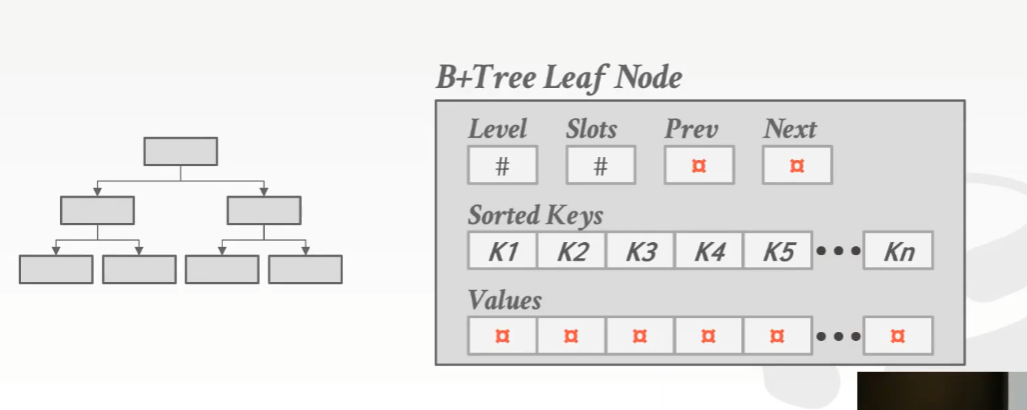 B+Tree Leaf Node
Level Slots Prev Next
# # ¤ ¤
Sorted Keys
K1 K2 K3 K4 K5 ••• Kn
Values
¤ ¤ ¤ ¤ ¤ ••• ¤